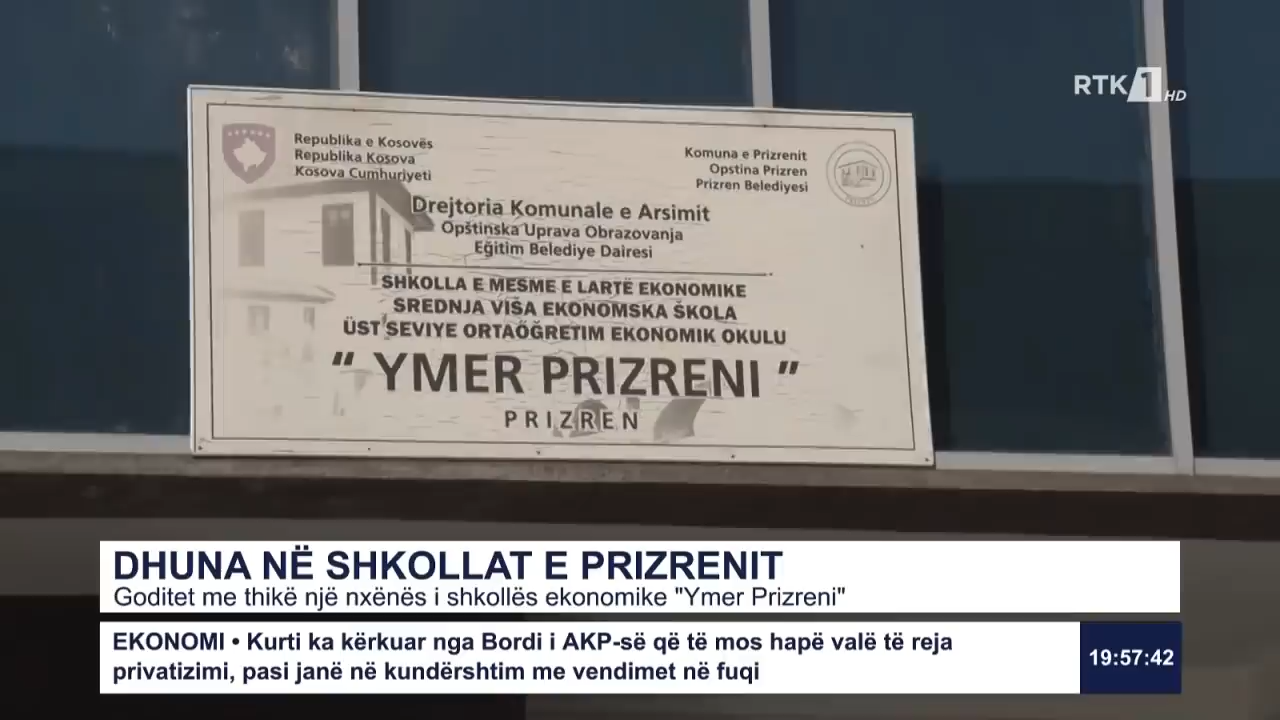 RTK 1 HD
Republika e Kosovës
Republika Kosova
Kosova Cumhuriyeti
Komuna e Prizrenit
Opstina Prizren
Prizren Belediyesi
Drejtoria Komunale e Arsimit
Opštinska Uprava Obrazovanja
Eğitim Belediye Dairesi
SHKOLLA E MESME E LARTË EKONOMIKE
SREDNJA VIŠA EKONOMSKA ŠKOLA
ÜST SEVIYE ORTAÖĞRETIM EKONOMIK OKULU
" YMER PRIZRENI "
PRIZREN
DHUNA NË SHKOLLAT E PRIZRENIT
Goditet me thikë një nxënës i shkollës ekonomike "Ymer Prizreni"
EKONOMI • Kurti ka kërkuar nga Bordi i AKP-së që të mos hapë valë të reja
privatizimi, pasi janë në kundërshtim me vendimet në fuqi
19:57:42